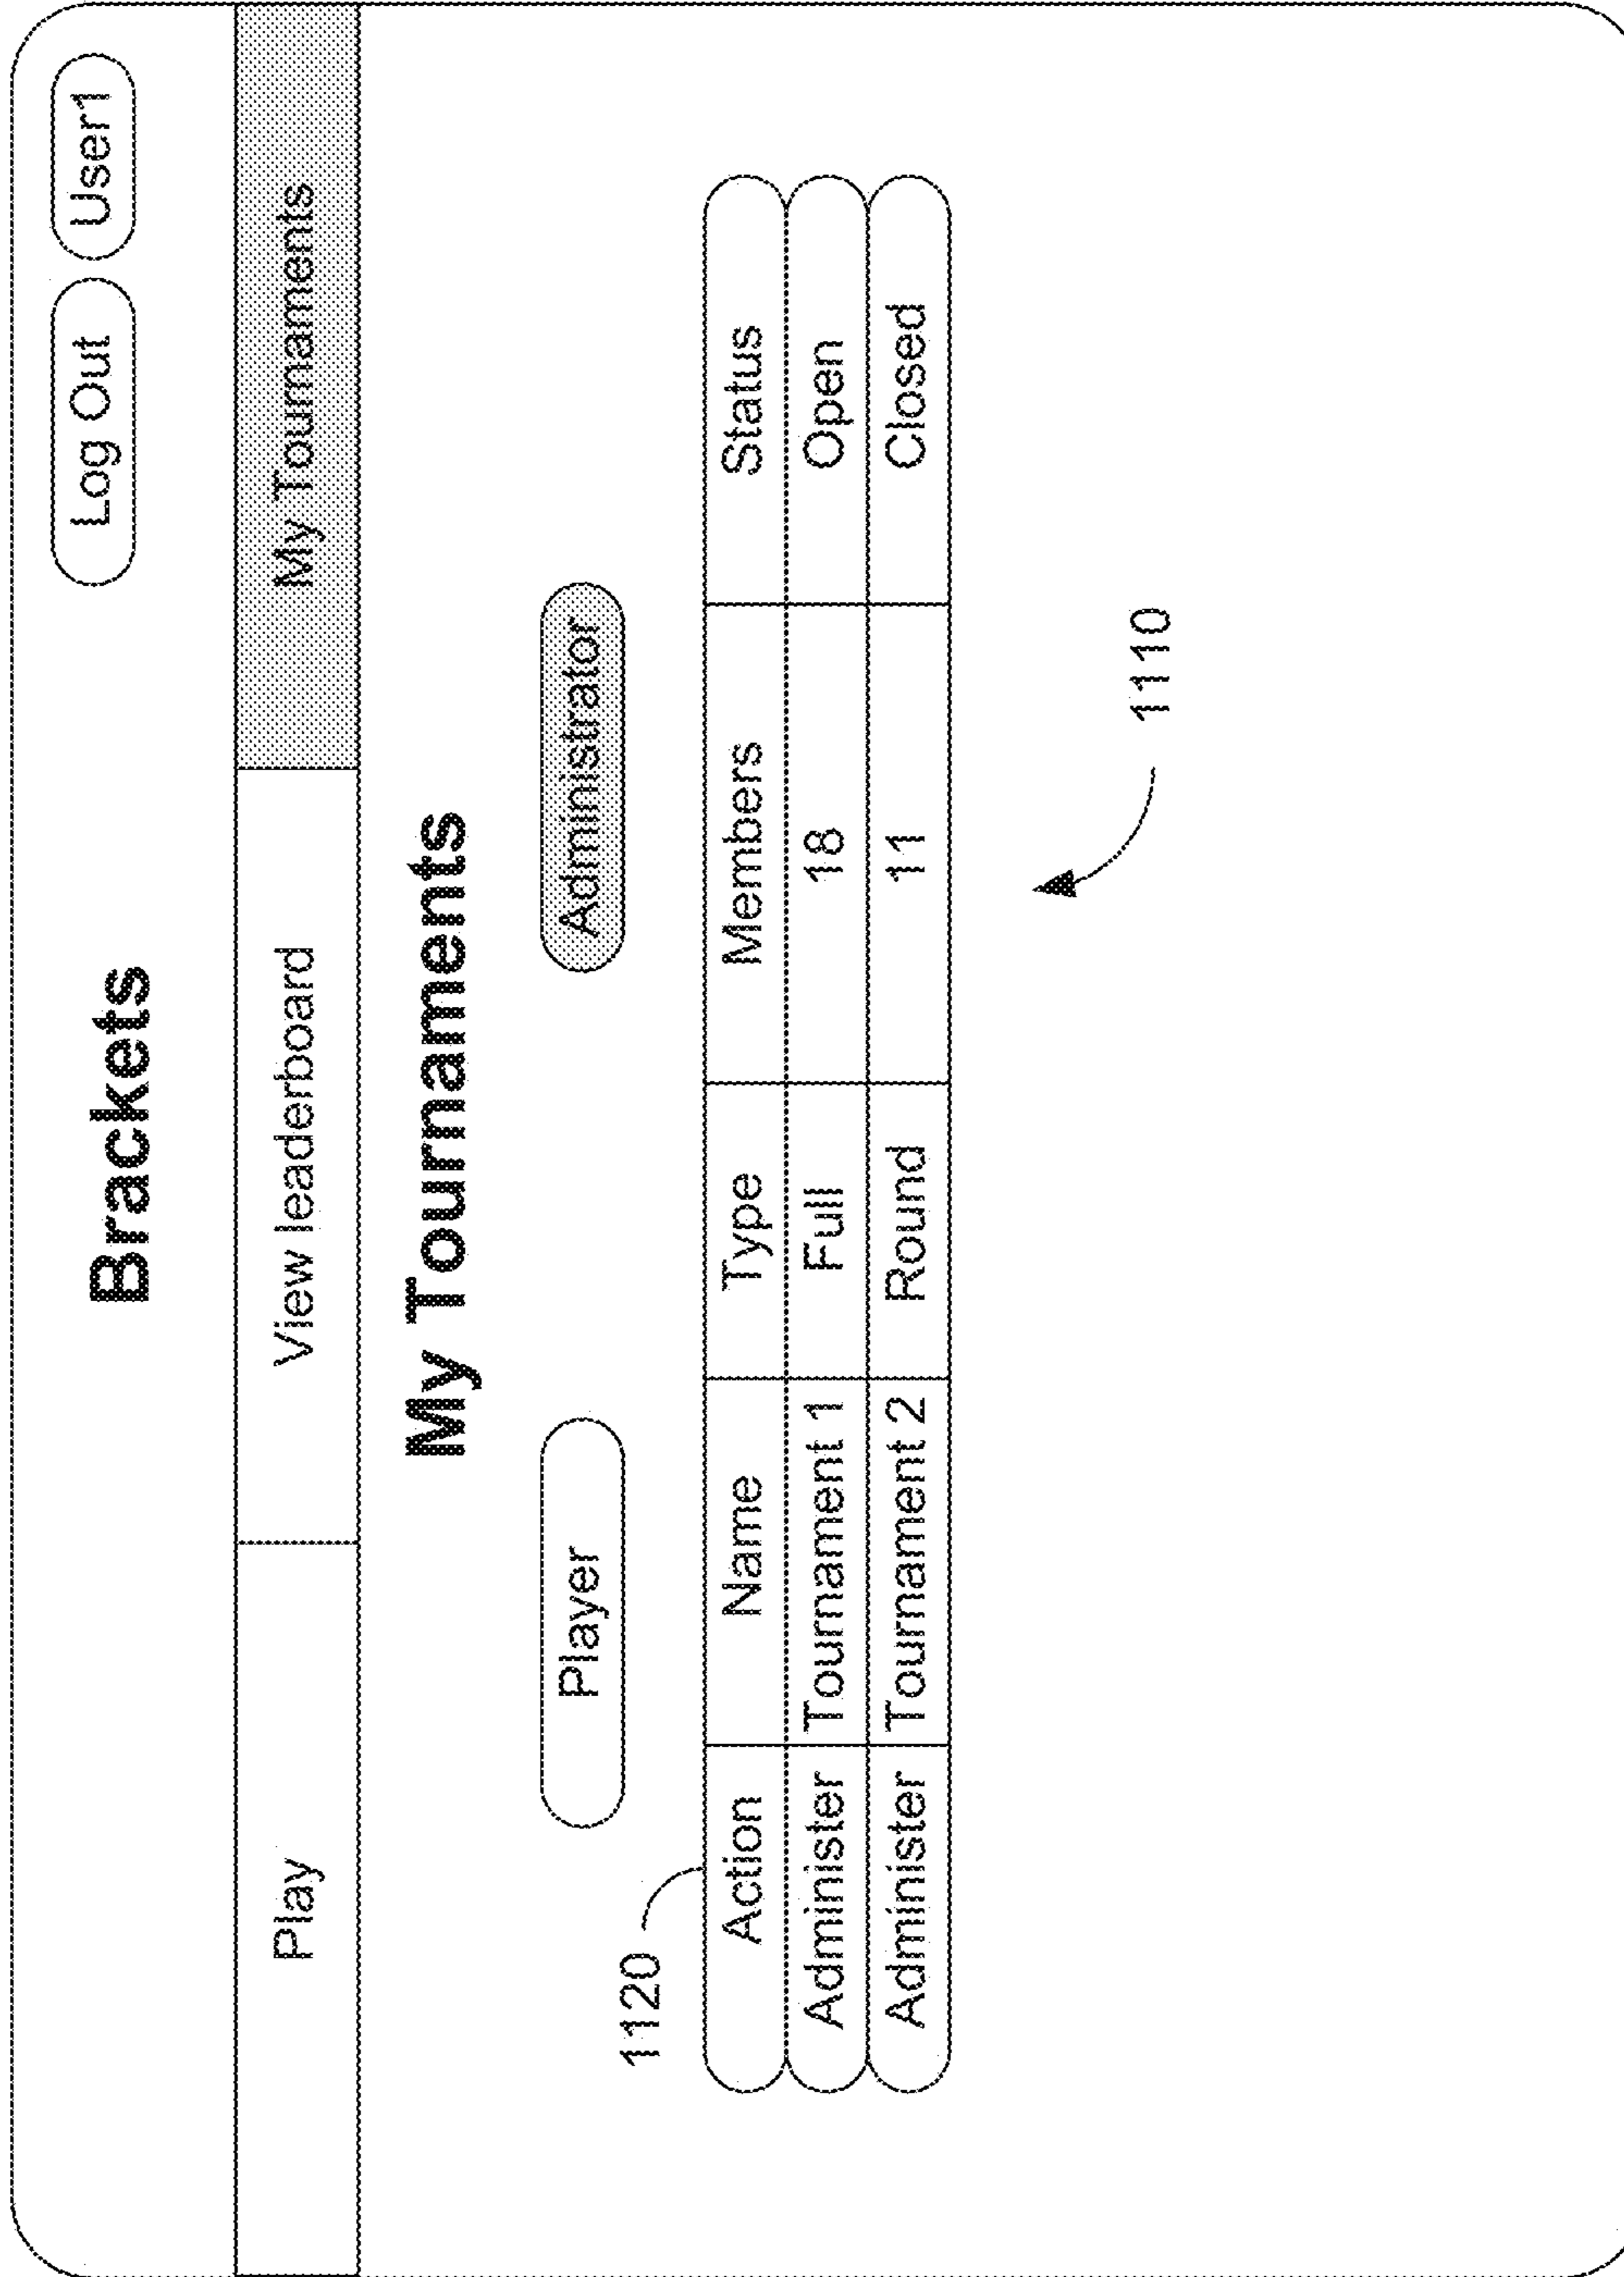 Log Out User1
Brackets
Play View leaderboard My Tournaments
My Tournaments
Player Administrator
1120
Action Name Type Members Status
Administer Tournament 1 Full 18 Open
Administer Tournament 2 Round 11 Closed
1110